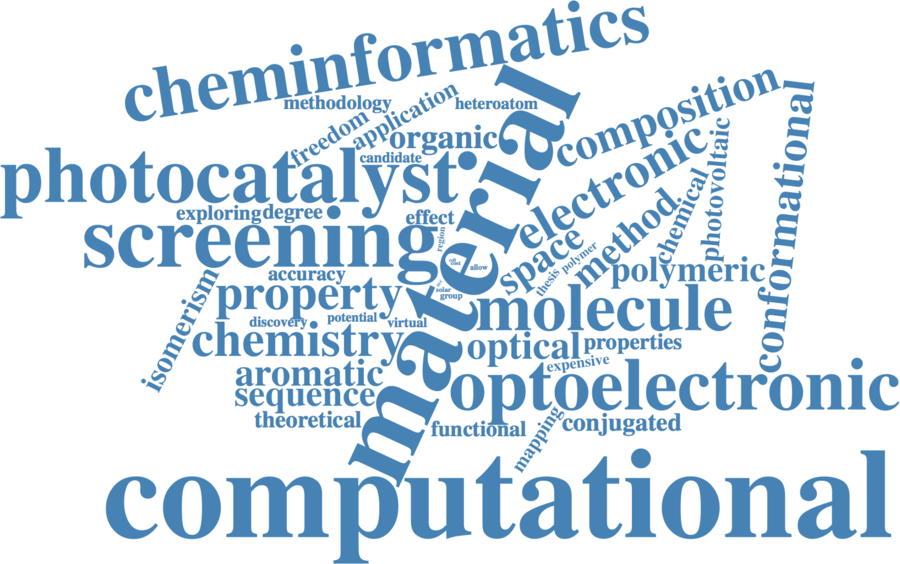 cheminformatics
methodology
application
heteroatom
freedom
organic
composition
candidate
photocatalyst
material
electronic
conformational
photovoltaic
chemical
exploring
degree
effect
screening
region
method
space
polymer
thesis
cost
allow
solar
group
accuracy
property
polymeric
isomerism
discovery
potential
virtual
molecule
chemistry
optical
properties
expensive
aromatic
sequence
optoelectronic
theoretical
functional
mapping
conjugated
computational